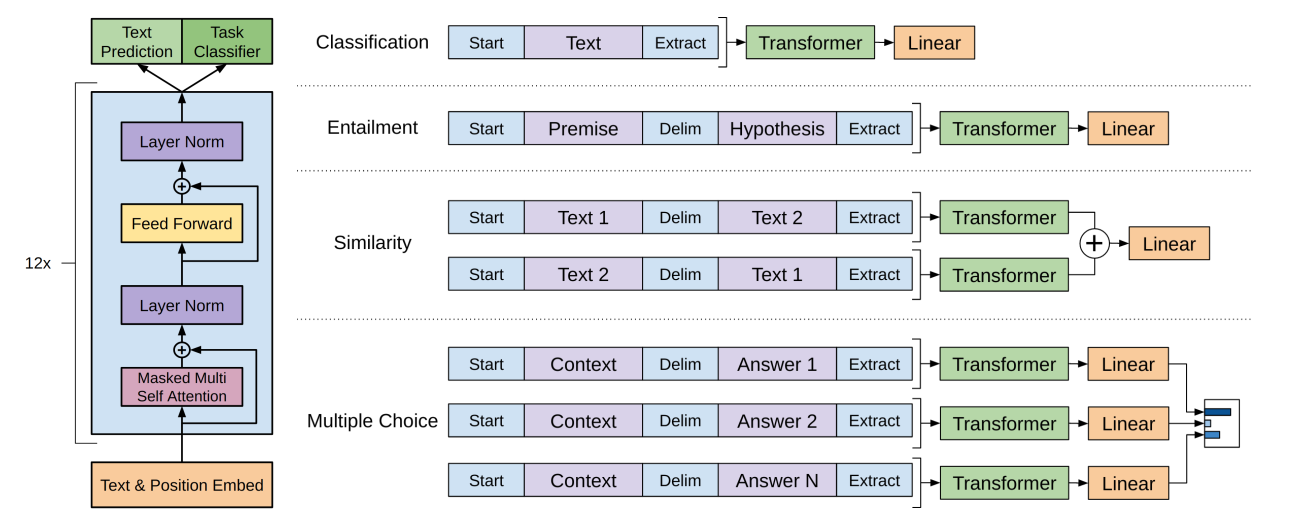 Text
Prediction
Task
Classifier
12x
Layer Norm
Feed Forward
Layer Norm
Masked Multi
Self Attention
Text & Position Embed
Classification
Start
Text
Extract
Transformer
Linear
Entailment
Start
Premise
Delim
Hypothesis
Extract
Transformer
Linear
Similarity
Start
Text 1
Delim
Text 2
Extract
Transformer
Start
Text 2
Delim
Text 1
Extract
Transformer
Linear
Multiple Choice
Start
Context
Delim
Answer 1
Extract
Transformer
Linear
Start
Context
Delim
Answer 2
Extract
Transformer
Linear
Start
Context
Delim
Answer N
Extract
Transformer
Linear